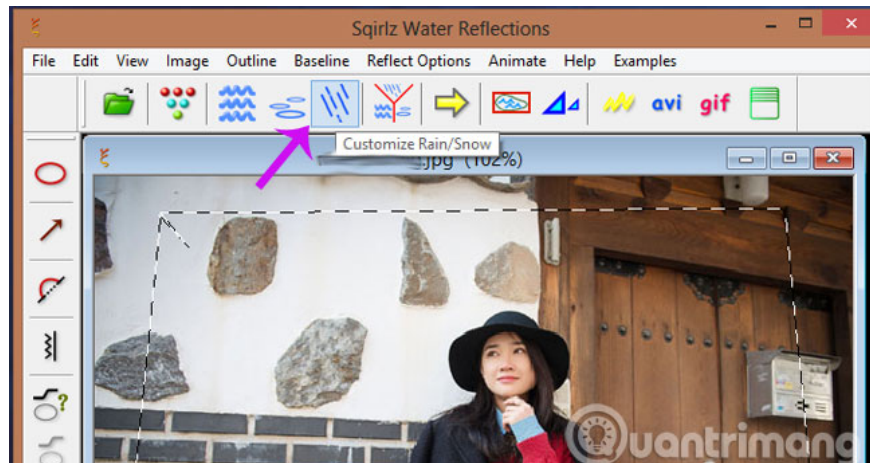 Sqirlz Water Reflections
File Edit View Image Outline Baseline Reflect Options Animate Help Examples
avi gif
Customize Rain/Snow
.jpg (102%)
?
Quantrimang